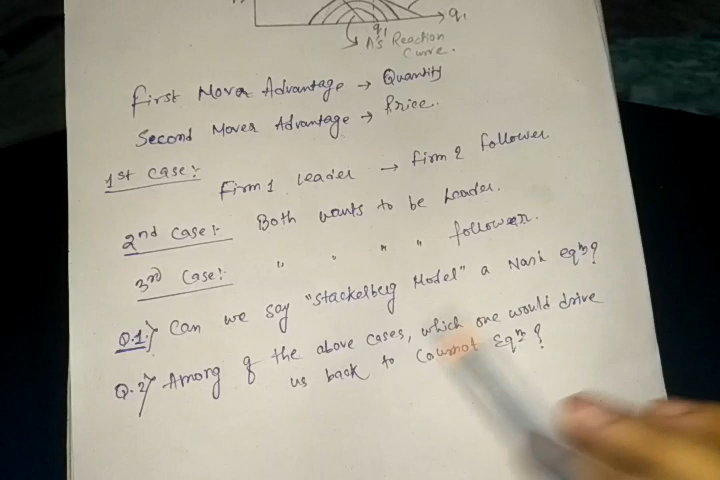 q₁
q₁
A's Reaction
Curve.
First Mover Advantage → Quantity
Second Mover Advantage → Price.
1st Case:- Firm 1 leader → Firm 2 follower
2nd Case:- Both wants to be Leader.
3rd Case:- " " " " follower.
Q.1) Can we say "Stackelberg Model" a Nash eqᵐ?
Q.2) Among of the above cases, which one would drive
us back to Cournot Eqᵐ?